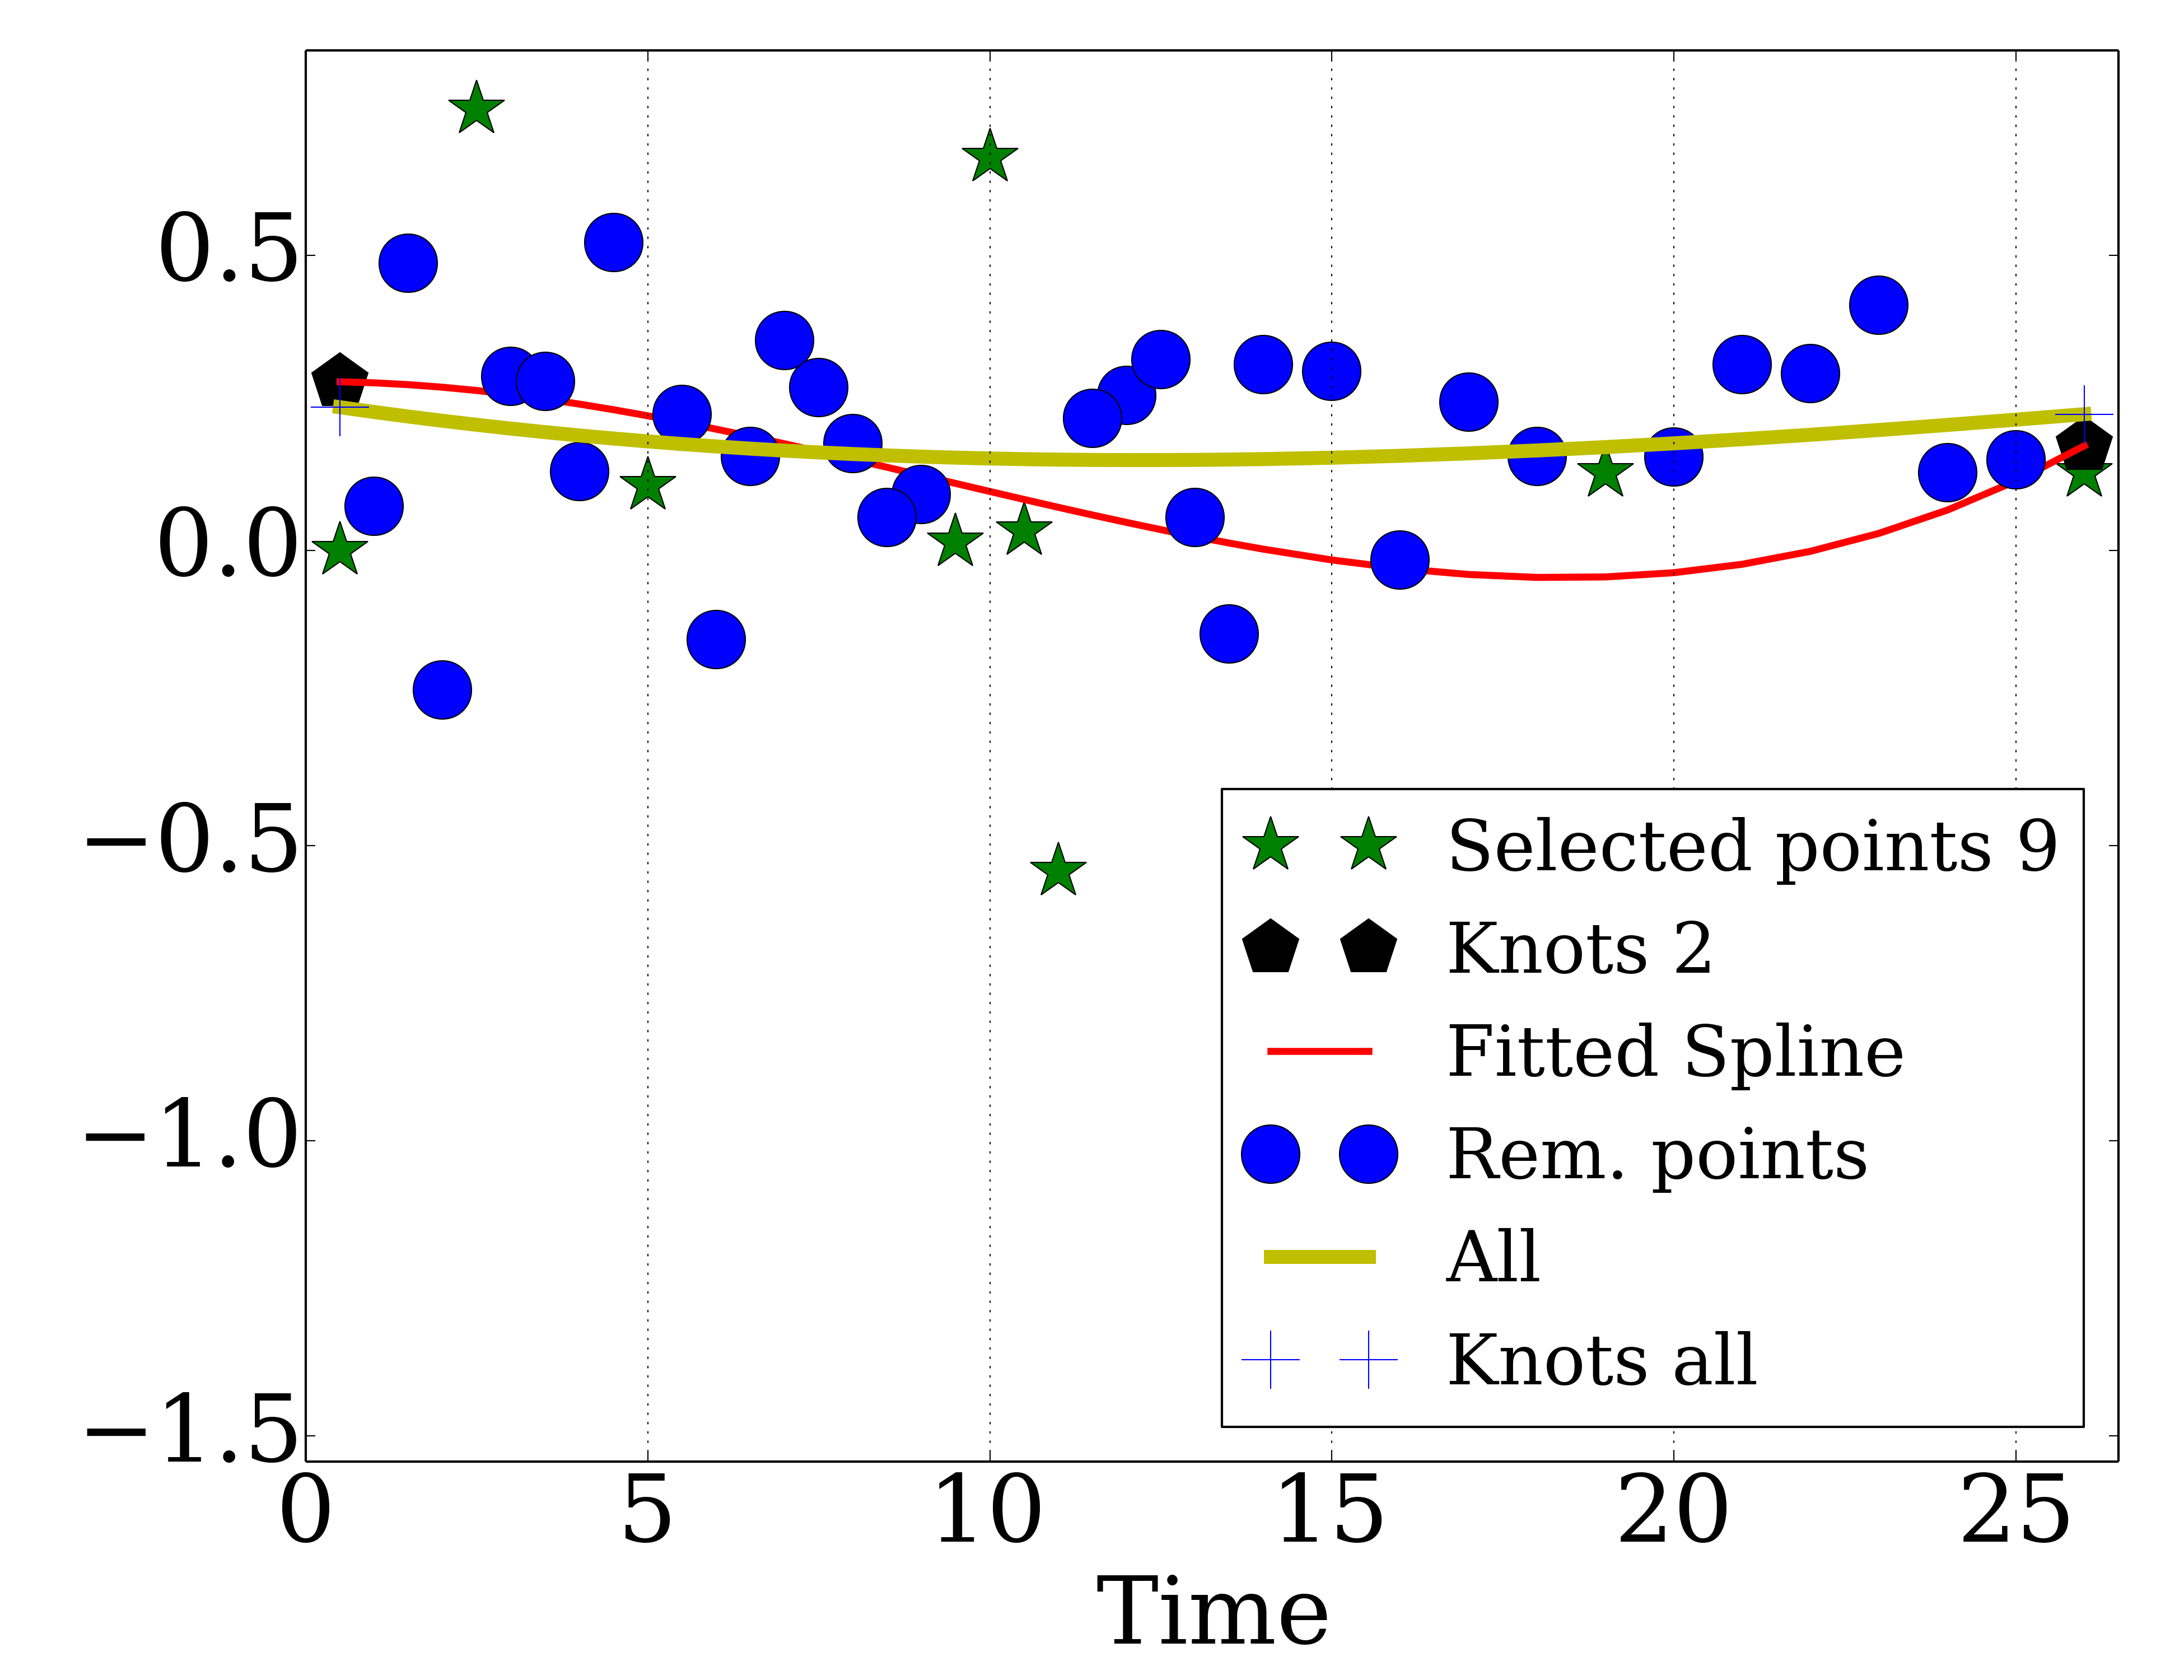 0.5
0.0
−0.5
−1.0
−1.5
0 5 10 15 20 25
Time
Selected points 9
Knots 2
Fitted Spline
Rem. points
All
Knots all